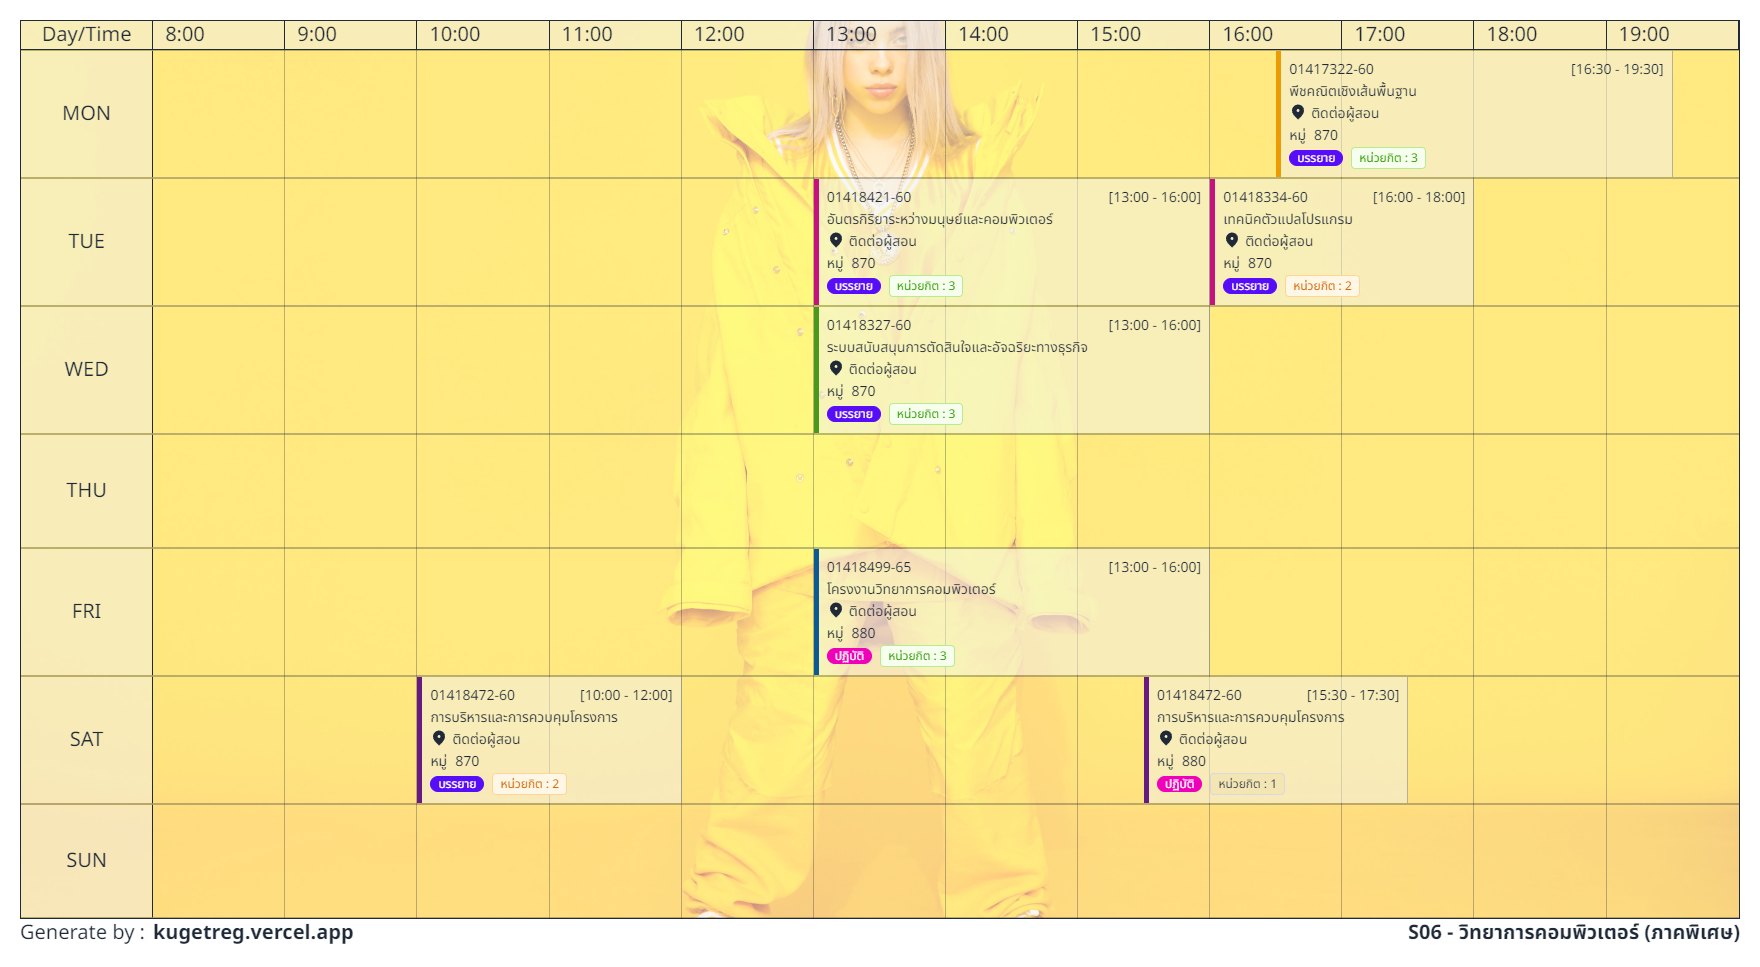 Day/Time 8:00 9:00 10:00 11:00 12:00 13:00 14:00 15:00 16:00 17:00 18:00 19:00
MON
01417322-60 [16:30 - 19:30]
พีชคณิตเชิงเส้นพื้นฐาน
ติดต่อผู้สอน
หมู่ 870
บรรยาย หน่วยกิต : 3
TUE
01418421-60 [13:00 - 16:00]
อันตรกิริยาระหว่างมนุษย์และคอมพิวเตอร์
ติดต่อผู้สอน
หมู่ 870
บรรยาย หน่วยกิต : 3
01418334-60 [16:00 - 18:00]
เทคนิคตัวแปลโปรแกรม
ติดต่อผู้สอน
หมู่ 870
บรรยาย หน่วยกิต : 2
WED
01418327-60 [13:00 - 16:00]
ระบบสนับสนุนการตัดสินใจและอัจฉริยะทางธุรกิจ
ติดต่อผู้สอน
หมู่ 870
บรรยาย หน่วยกิต : 3
THU
FRI
01418499-65 [13:00 - 16:00]
โครงงานวิทยาการคอมพิวเตอร์
ติดต่อผู้สอน
หมู่ 880
ปฏิบัติ หน่วยกิต : 3
SAT
01418472-60 [10:00 - 12:00]
การบริหารและการควบคุมโครงการ
ติดต่อผู้สอน
หมู่ 870
บรรยาย หน่วยกิต : 2
01418472-60 [15:30 - 17:30]
การบริหารและการควบคุมโครงการ
ติดต่อผู้สอน
หมู่ 880
ปฏิบัติ หน่วยกิต : 1
SUN
Generate by : kugetreg.vercel.app
S06 - วิทยาการคอมพิวเตอร์ (ภาคพิเศษ)